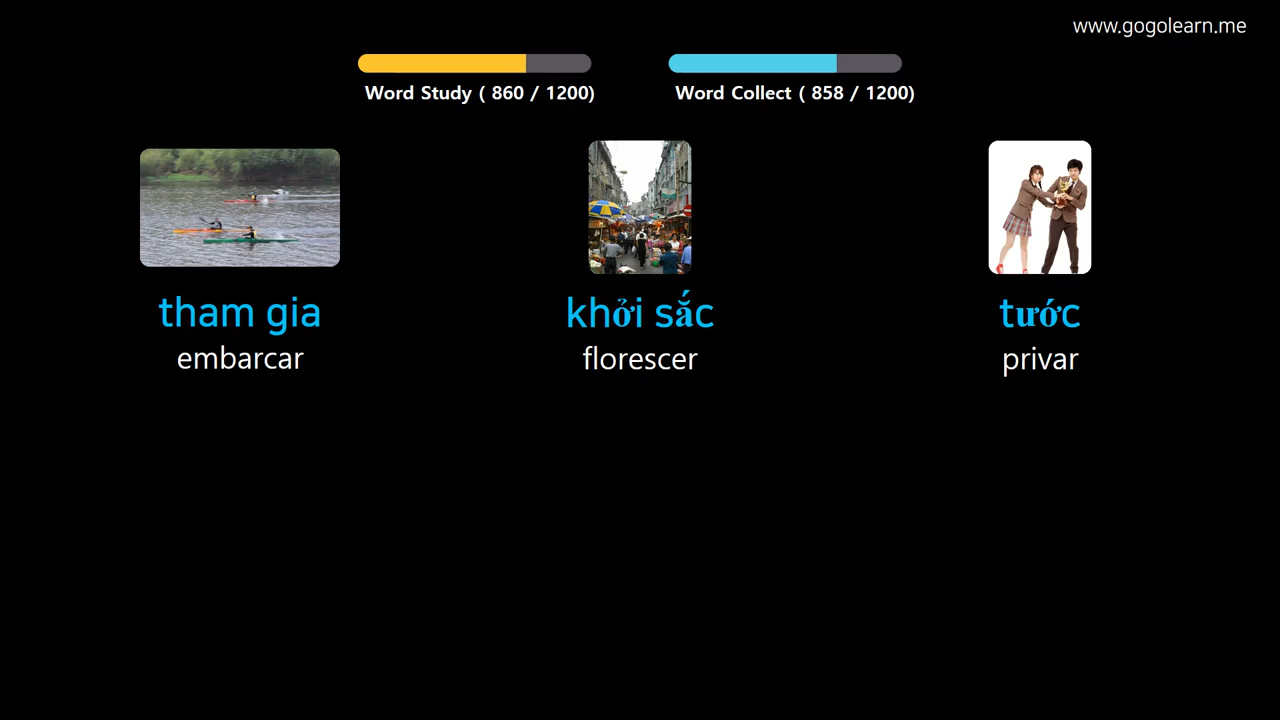 www.gogolearn.me
Word Study ( 860 / 1200)
Word Collect ( 858 / 1200)
tham gia
embarcar
khởi sắc
florescer
tước
privar